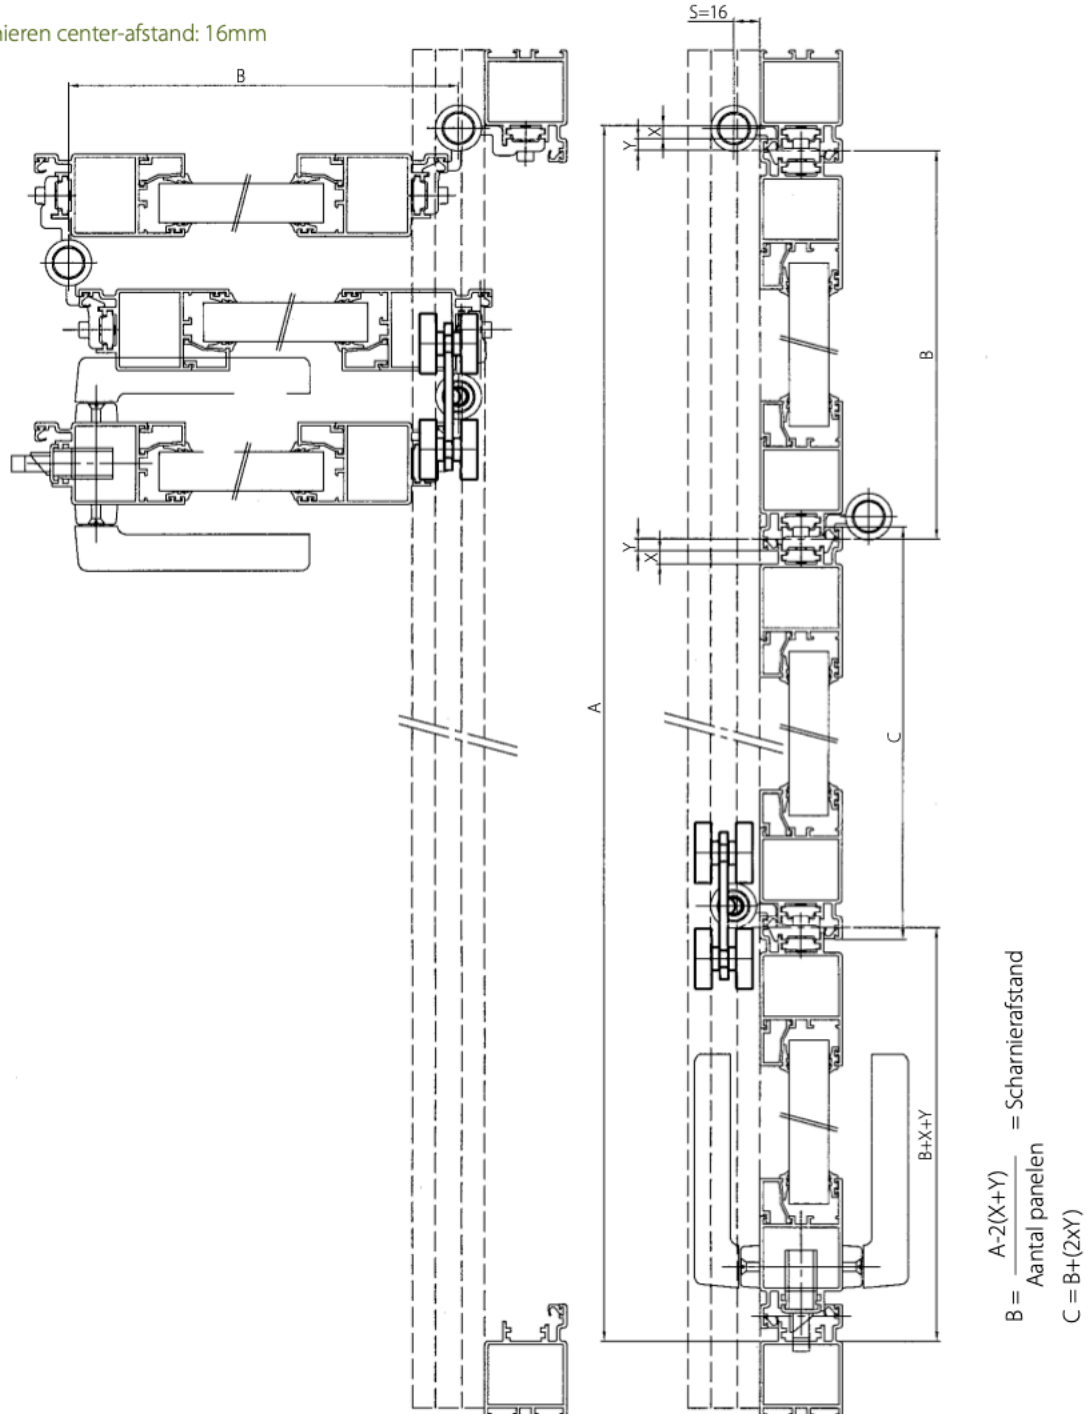 nieren center-afstand: 16mm
S=16
B
X
Y
B
Y
X
A
C
B+X+Y
B = A-2(X+Y) = Scharnierafstand
Aantal panelen
C = B+(2xY)